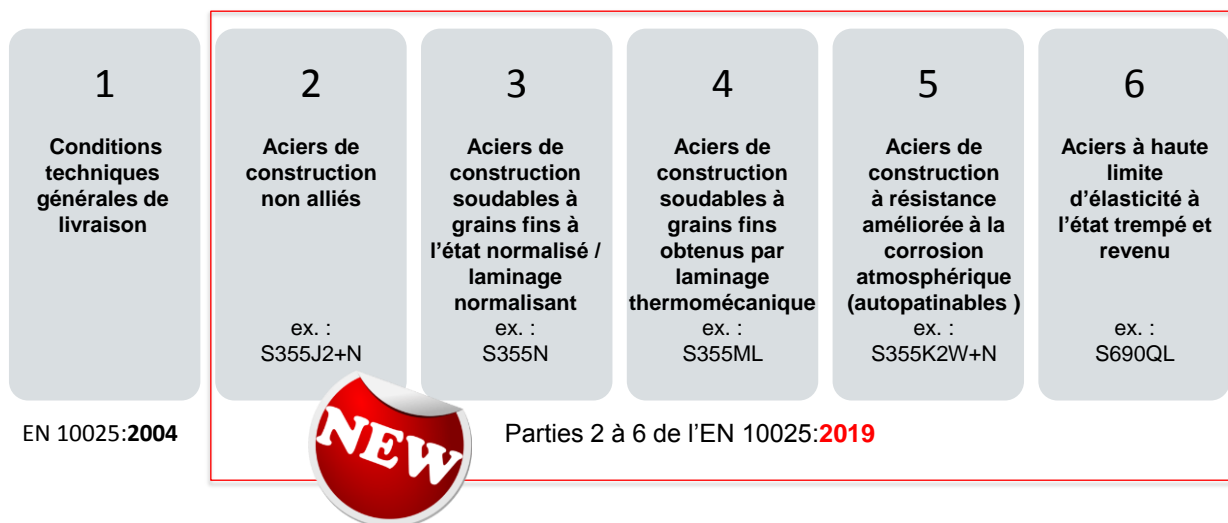 1
Conditions
techniques
générales de
livraison
2
Aciers de
construction
non alliés
ex. :
S355J2+N
3
Aciers de
construction
soudables à
grains fins à
l’état normalisé /
laminage
normalisant
ex. :
S355N
4
Aciers de
construction
soudables à
grains fins
obtenus par
laminage
thermomécanique
ex. :
S355ML
5
Aciers de
construction
à résistance
améliorée à la
corrosion
atmosphérique
(autopatinables )
ex. :
S355K2W+N
6
Aciers à haute
limite
d’élasticité à
l’état trempé et
revenu
ex. :
S690QL
EN 10025:2004
NEW
Parties 2 à 6 de l’EN 10025:2019